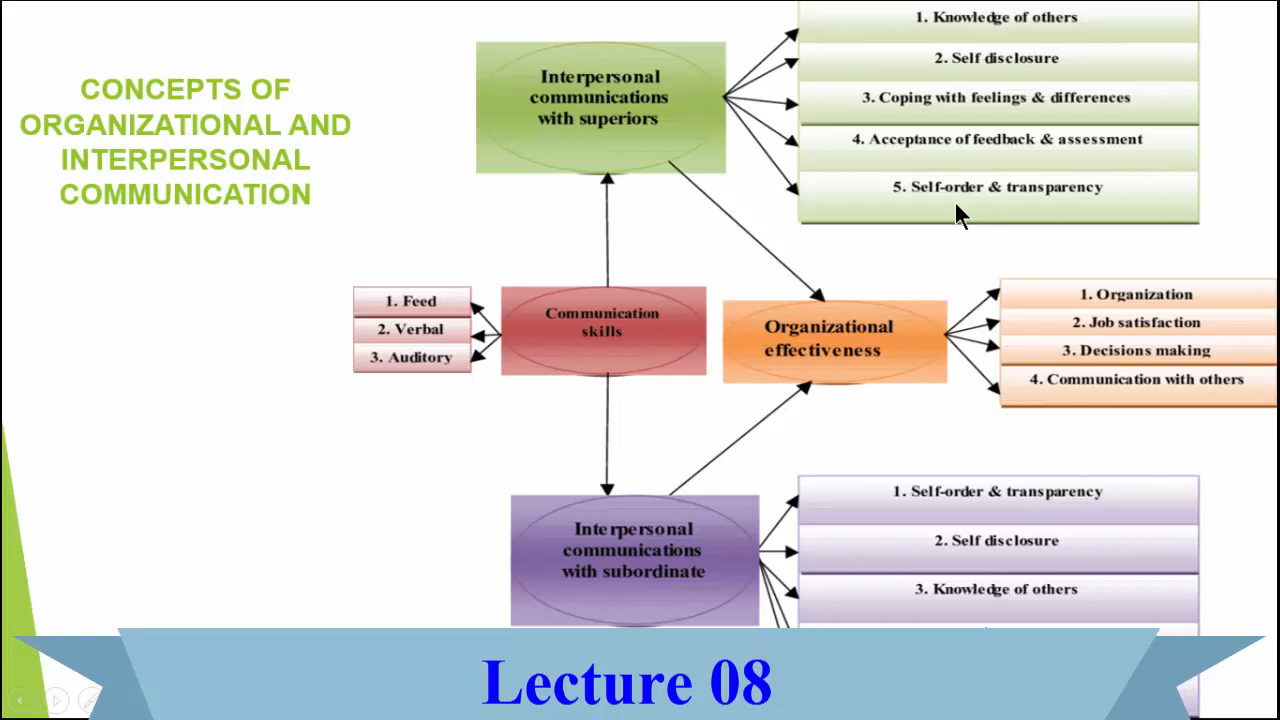 CONCEPTS OF
ORGANIZATIONAL AND
INTERPERSONAL
COMMUNICATION
Interpersonal
communications
with superiors
1. Knowledge of others
2. Self disclosure
3. Coping with feelings & differences
4. Acceptance of feedback & assessment
5. Self-order & transparency
1. Feed
2. Verbal
3. Auditory
Communication
skills
Organizational
effectiveness
1. Organization
2. Job satisfaction
3. Decisions making
4. Communication with others
Interpersonal
communications
with subordinate
1. Self-order & transparency
2. Self disclosure
3. Knowledge of others
Lecture 08